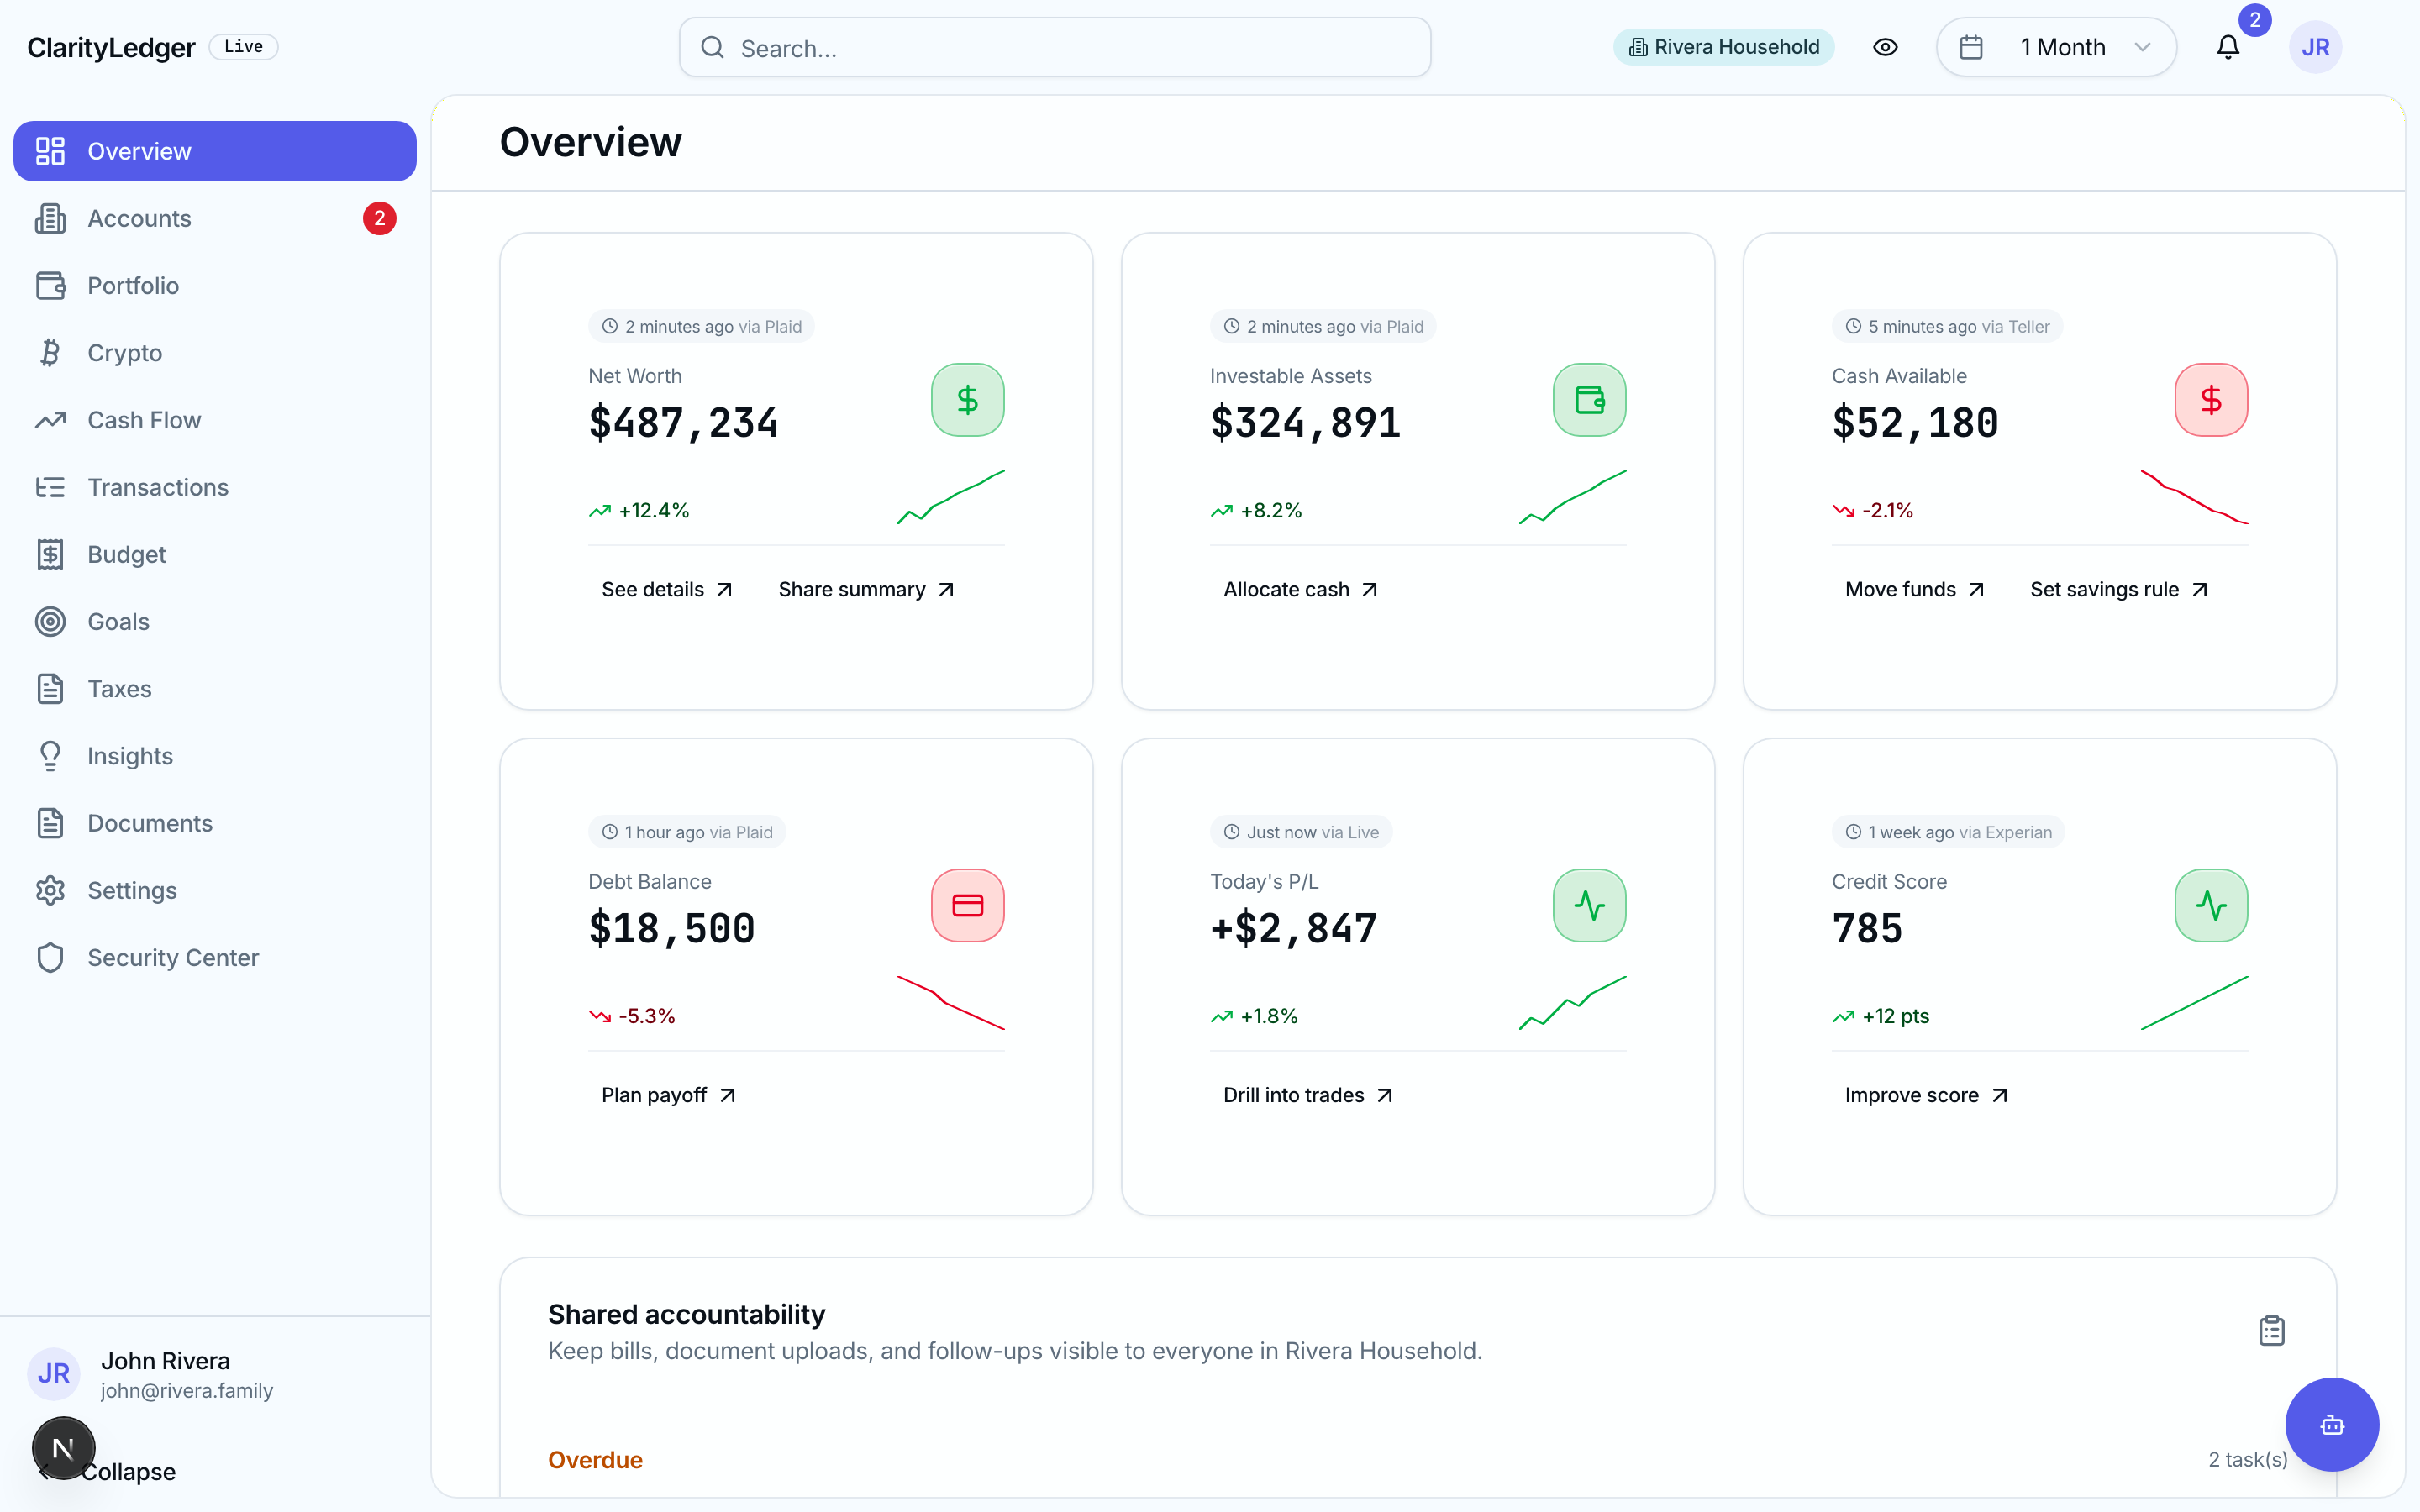 ClarityLedger
Live
Search...
Rivera Household
1 Month
2
JR
Overview
Accounts
2
Portfolio
Crypto
Cash Flow
Transactions
Budget
Goals
Taxes
Insights
Documents
Settings
Security Center
John Rivera
JR
john@rivera.family
N
Collapse
Overview
2 minutes ago via Plaid
Net Worth
$487,234
+12.4%
See details
Share summary
2 minutes ago via Plaid
Investable Assets
$324,891
+8.2%
Allocate cash
5 minutes ago via Teller
Cash Available
$52,180
-2.1%
Move funds
Set savings rule
1 hour ago via Plaid
Debt Balance
$18,500
-5.3%
Plan payoff
Just now via Live
Today's P/L
+$2,847
+1.8%
Drill into trades
1 week ago via Experian
Credit Score
785
+12 pts
Improve score
Shared accountability
Keep bills, document uploads, and follow-ups visible to everyone in Rivera Household.
Overdue
2 task(s)